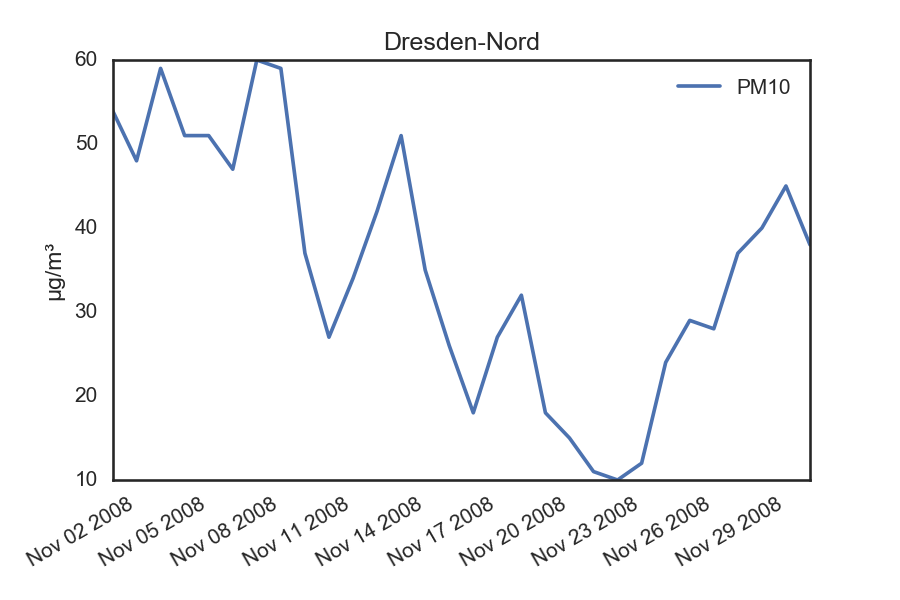 Dresden-Nord
60
50
40
30
20
10
µg/m³
PM10
Nov 02 2008
Nov 05 2008
Nov 08 2008
Nov 11 2008
Nov 14 2008
Nov 17 2008
Nov 20 2008
Nov 23 2008
Nov 26 2008
Nov 29 2008